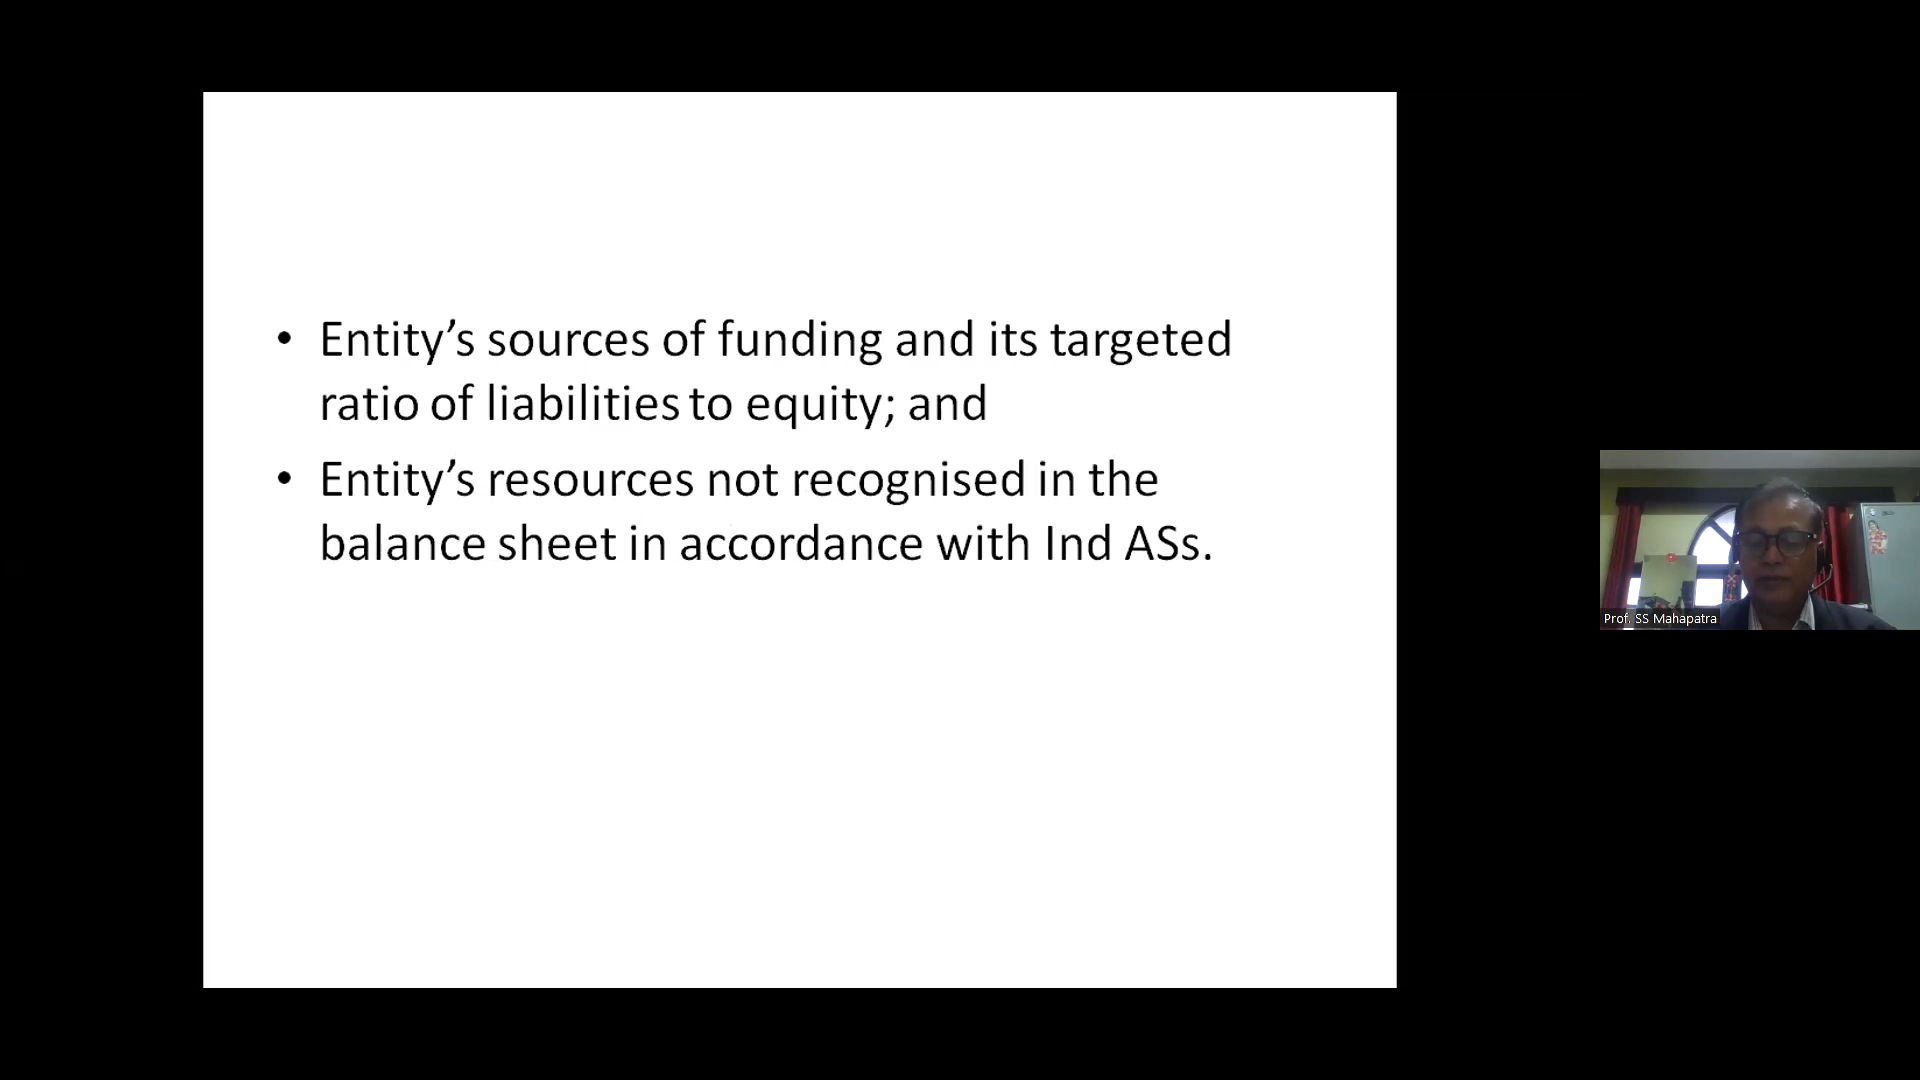 • Entity’s sources of funding and its targeted
ratio of liabilities to equity; and
• Entity’s resources not recognised in the
balance sheet in accordance with Ind ASs.
Prof. SS Mahapatra